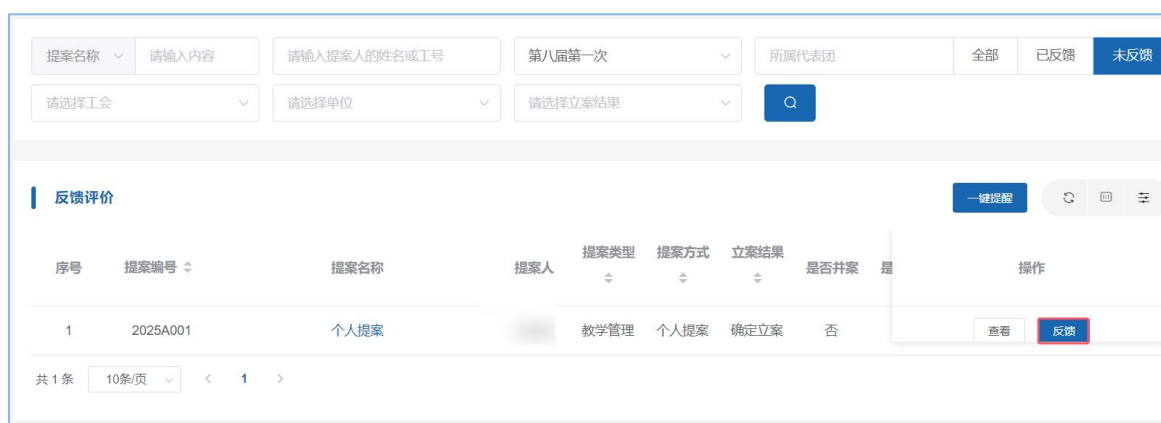 提案名称 请输入内容 请输入提案人的姓名或工号 第八届第一次 所属代表团 全部 已反馈 未反馈
请选择工会 请选择单位 请选择立案结果
反馈评价 一键提醒
序号 提案编号 提案名称 提案人 提案类型 提案方式 立案结果 是否并案 是 操作
1 2025A001 个人提案 教学管理 个人提案 确定立案 否 查看 反馈
共 1 条 10条/页 < 1 >